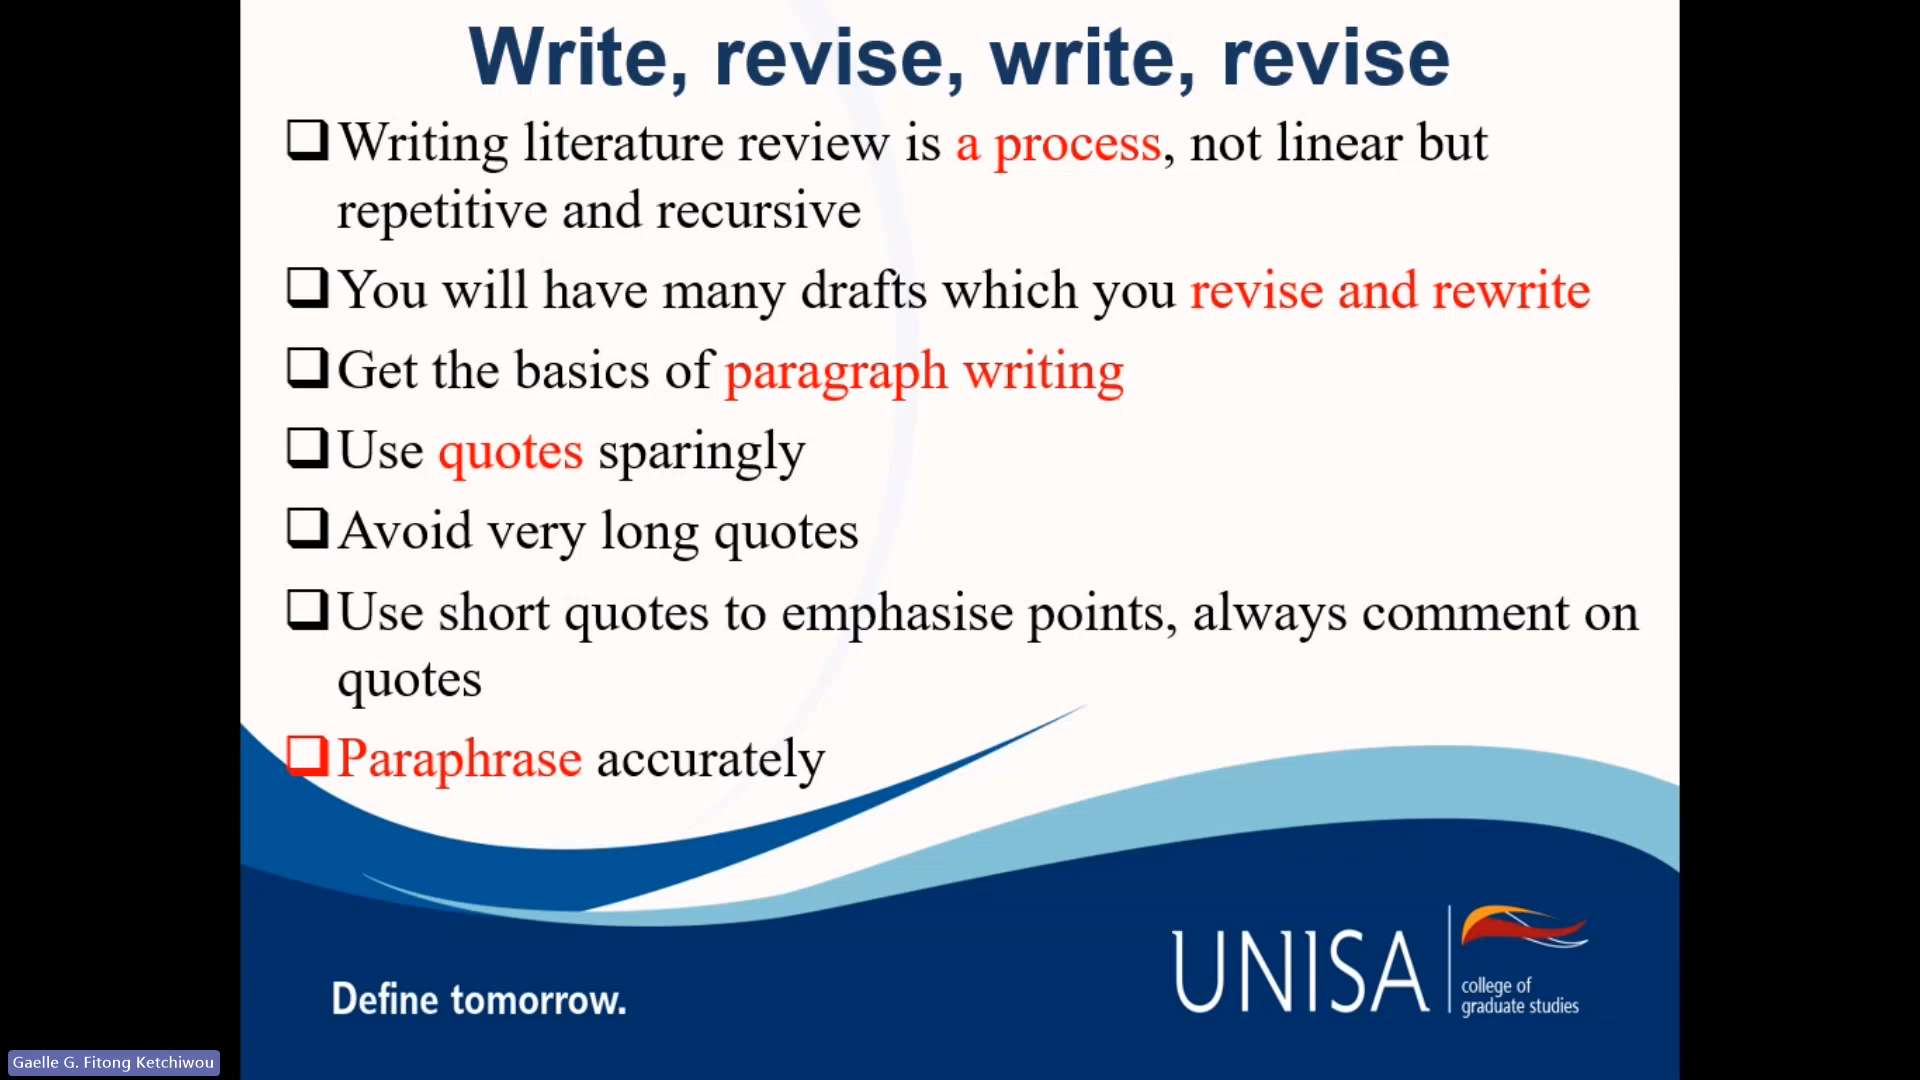 Write, revise, write, revise
Writing literature review is a process, not linear but
repetitive and recursive
You will have many drafts which you revise and rewrite
Get the basics of paragraph writing
Use quotes sparingly
Avoid very long quotes
Use short quotes to emphasise points, always comment on
quotes
Paraphrase accurately
Define tomorrow.
UNISA
college of
graduate studies
Gaelle G. Fitong Ketchiwou